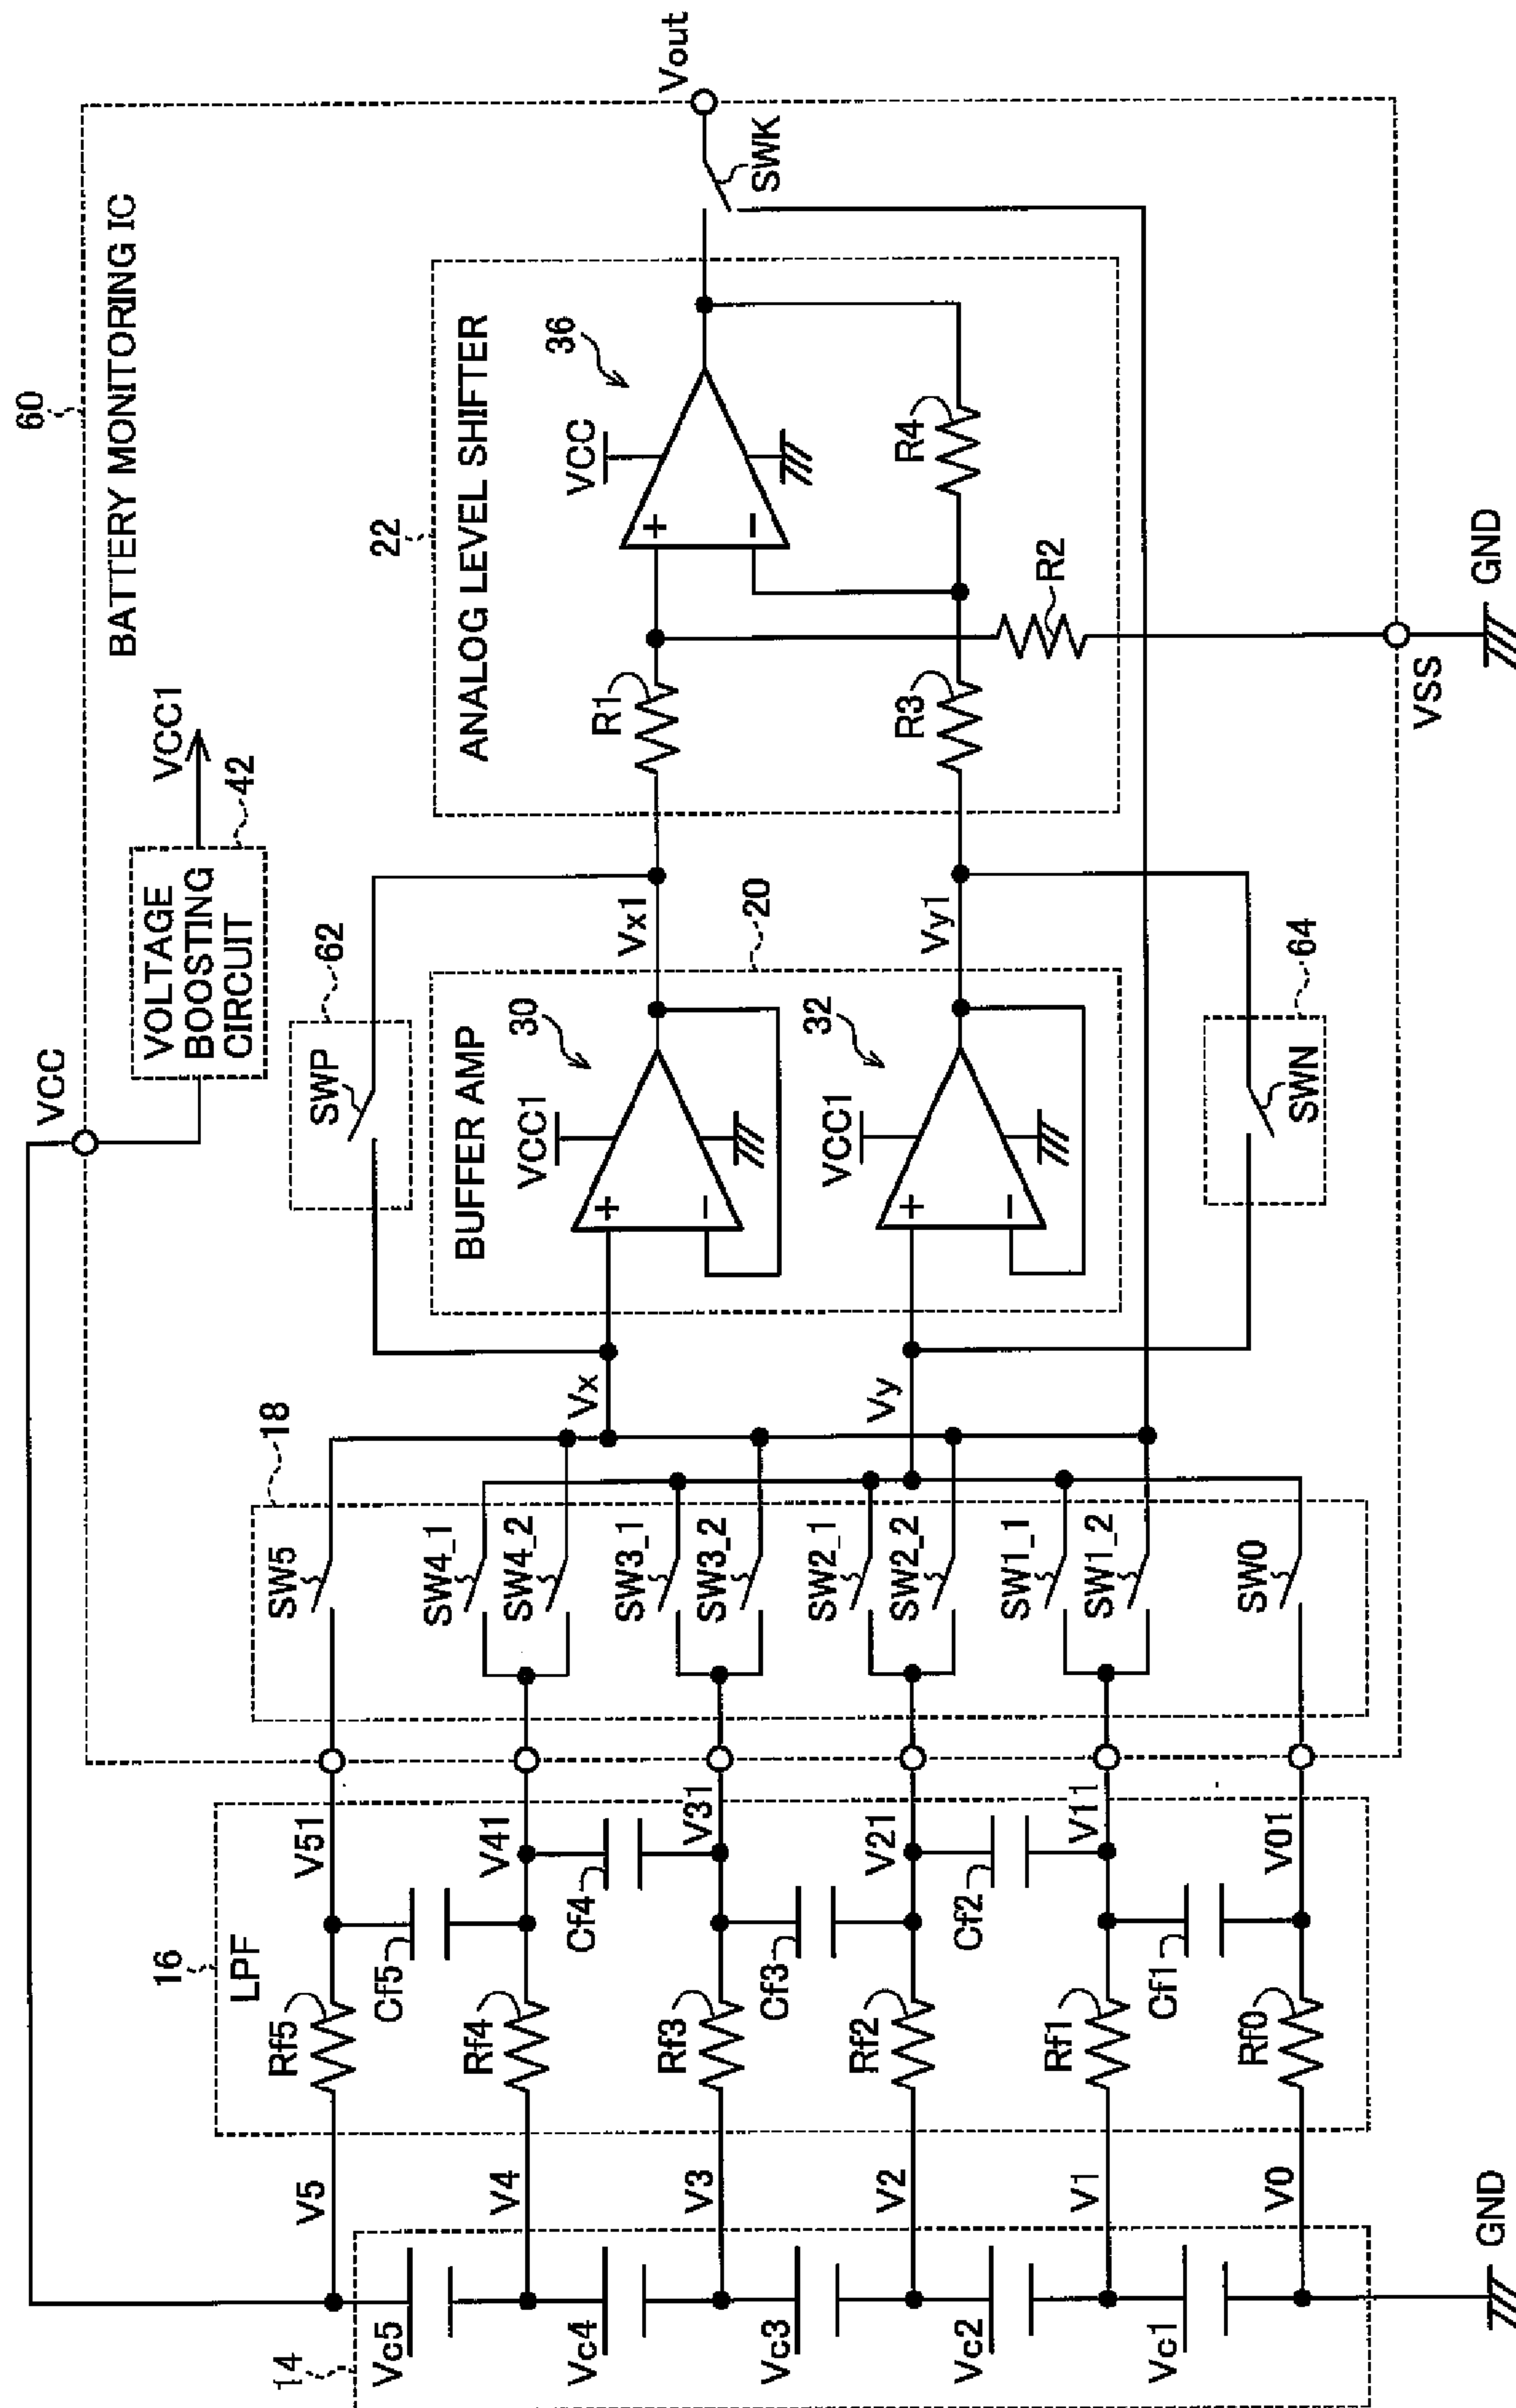 60
BATTERY MONITORING IC
VCC
VOLTAGE
BOOSTING
CIRCUIT
VCC1
42
62
SWP
64
SWN
18
SW5
SW4_1
SW4_2
SW3_1
SW3_2
SW2_1
SW2_2
SW1_1
SW1_2
SW0
Vx
Vy
BUFFER AMP
20
30
VCC1
+
-
32
VCC1
+
-
Vx1
Vy1
22
ANALOG LEVEL SHIFTER
R1
R3
R2
R4
36
VCC
+
-
SWK
Vout
VSS
GND
16
LPF
Rf5
Rf4
Rf3
Rf2
Rf1
Rf0
Cf5
Cf4
Cf3
Cf2
Cf1
V51
V41
V31
V21
V11
V01
V5
V4
V3
V2
V1
V0
14
Vc5
Vc4
Vc3
Vc2
Vc1
GND